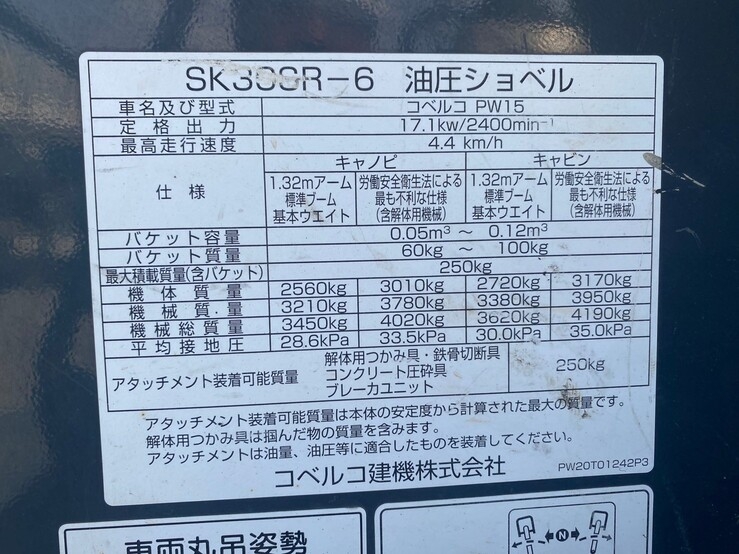 SK30SR-6 油圧ショベル
車名及び型式 コベルコ PW15
定格出力 17.1kw/2400min⁻¹
最高走行速度 4.4 km/h
仕様 キャノピ キャビン
1.32mアーム 労働安全衛生法による 1.32mアーム 労働安全衛生法による
標準ブーム 最も不利な仕様 標準ブーム 最も不利な仕様
基本ウエイト (含解体用機械) 基本ウエイト (含解体用機械)
バケット容量 0.05m³ ～ 0.12m³
バケット質量 60kg ～ 100kg
最大積載質量(含バケット) 250kg
機体質量 2560kg 3010kg 2720kg 3170kg
機械質量 3210kg 3780kg 3380kg 3950kg
機械総質量 3450kg 4020kg 3620kg 4190kg
平均接地圧 28.6kPa 33.5kPa 30.0kPa 35.0kPa
アタッチメント装着可能質量 解体用つかみ具・鉄骨切断具 250kg
コンクリート圧砕具
ブレーカユニット
アタッチメント装着可能質量は本体の安定度から計算された最大の質量です。
解体用つかみ具は掴んだ物の質量を含みます。
アタッチメントは油量、油圧等に適合したものを装着してください。
コベルコ建機株式会社 PW20T01242P3
車両丸吊姿勢
N